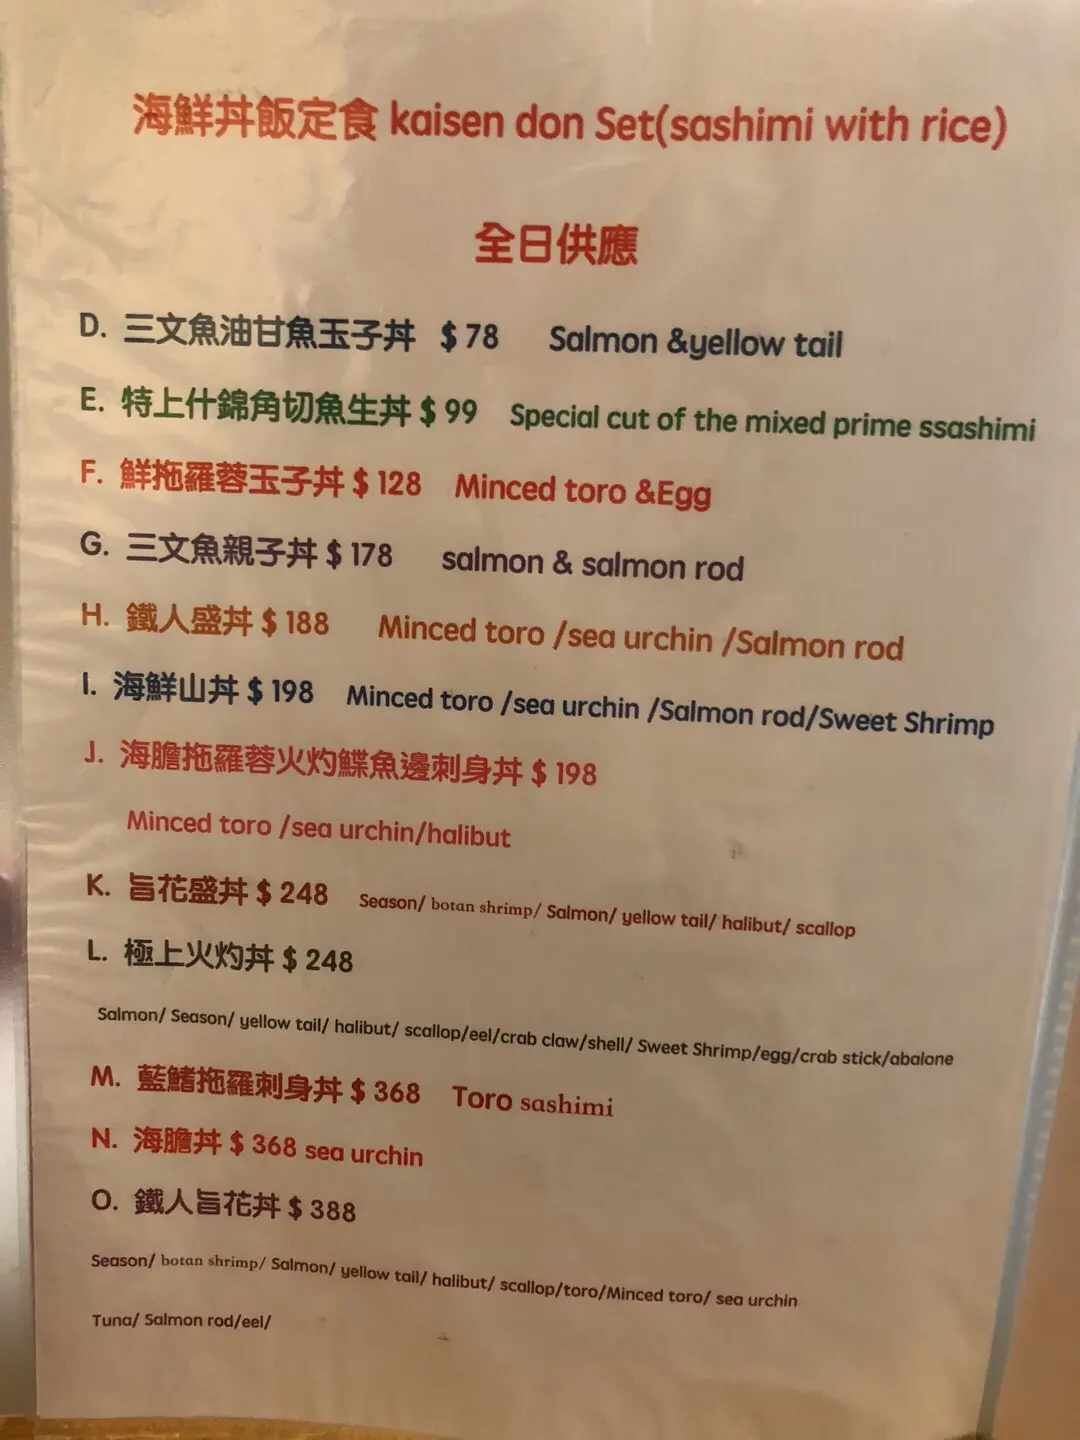 海鮮丼飯定食 kaisen don Set(sashimi with rice)
全日供應
D. 三文魚油甘魚玉子丼 $ 78 Salmon &yellow tail
E. 特上什錦角切魚生丼 $ 99 Special cut of the mixed prime ssashimi
F. 鮮拖羅蓉玉子丼 $ 128 Minced toro &Egg
G. 三文魚親子丼 $ 178 salmon & salmon rod
H. 鐵人盛丼 $ 188 Minced toro /sea urchin /Salmon rod
I. 海鮮山丼 $ 198 Minced toro /sea urchin /Salmon rod/Sweet Shrimp
J. 海膽拖羅蓉火灼鰈魚邊刺身丼 $ 198
Minced toro /sea urchin/halibut
K. 旨花盛丼 $ 248 Season/ botan shrimp/ Salmon/ yellow tail/ halibut/ scallop
L. 極上火灼丼 $ 248
Salmon/ Season/ yellow tail/ halibut/ scallop/eel/crab claw/shell/ Sweet Shrimp/egg/crab stick/abalone
M. 藍鰭拖羅刺身丼 $ 368 Toro sashimi
N. 海膽丼 $ 368 sea urchin
O. 鐵人旨花丼 $ 388
Season/ botan shrimp/ Salmon/ yellow tail/ halibut/ scallop/toro/Minced toro/ sea urchin
Tuna/ Salmon rod/eel/